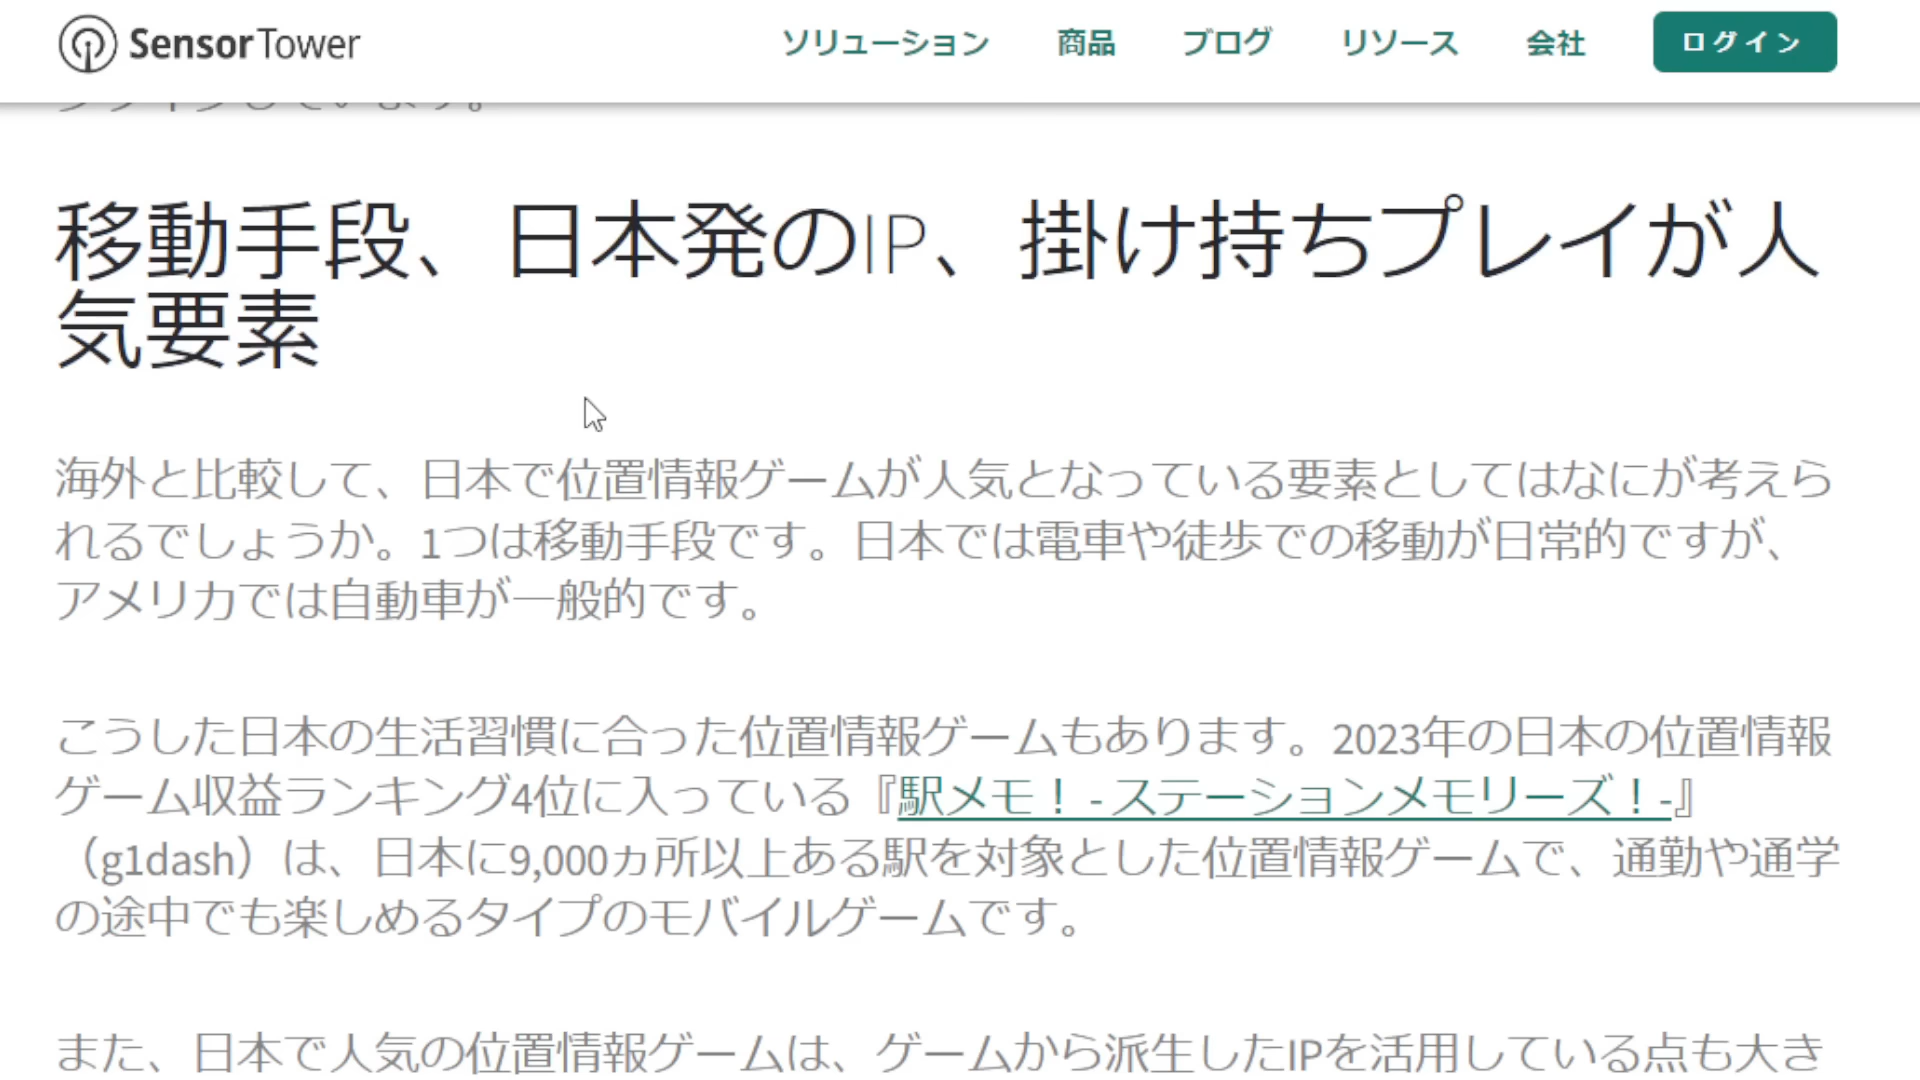 SensorTower
ソリューション 商品 ブログ リソース 会社 ログイン
移動手段、日本発のIP、掛け持ちプレイが人
気要素
海外と比較して、日本で位置情報ゲームが人気となっている要素としてはなにが考えら
れるでしょうか。1つは移動手段です。日本では電車や徒歩での移動が日常的ですが、
アメリカでは自動車が一般的です。
こうした日本の生活習慣に合った位置情報ゲームもあります。2023年の日本の位置情報
ゲーム収益ランキング4位に入っている『駅メモ！ - ステーションメモリーズ！-』
（g1dash）は、日本に9,000ヵ所以上ある駅を対象とした位置情報ゲームで、通勤や通学
の途中でも楽しめるタイプのモバイルゲームです。
また、日本で人気の位置情報ゲームは、ゲームから派生したIPを活用している点も大き